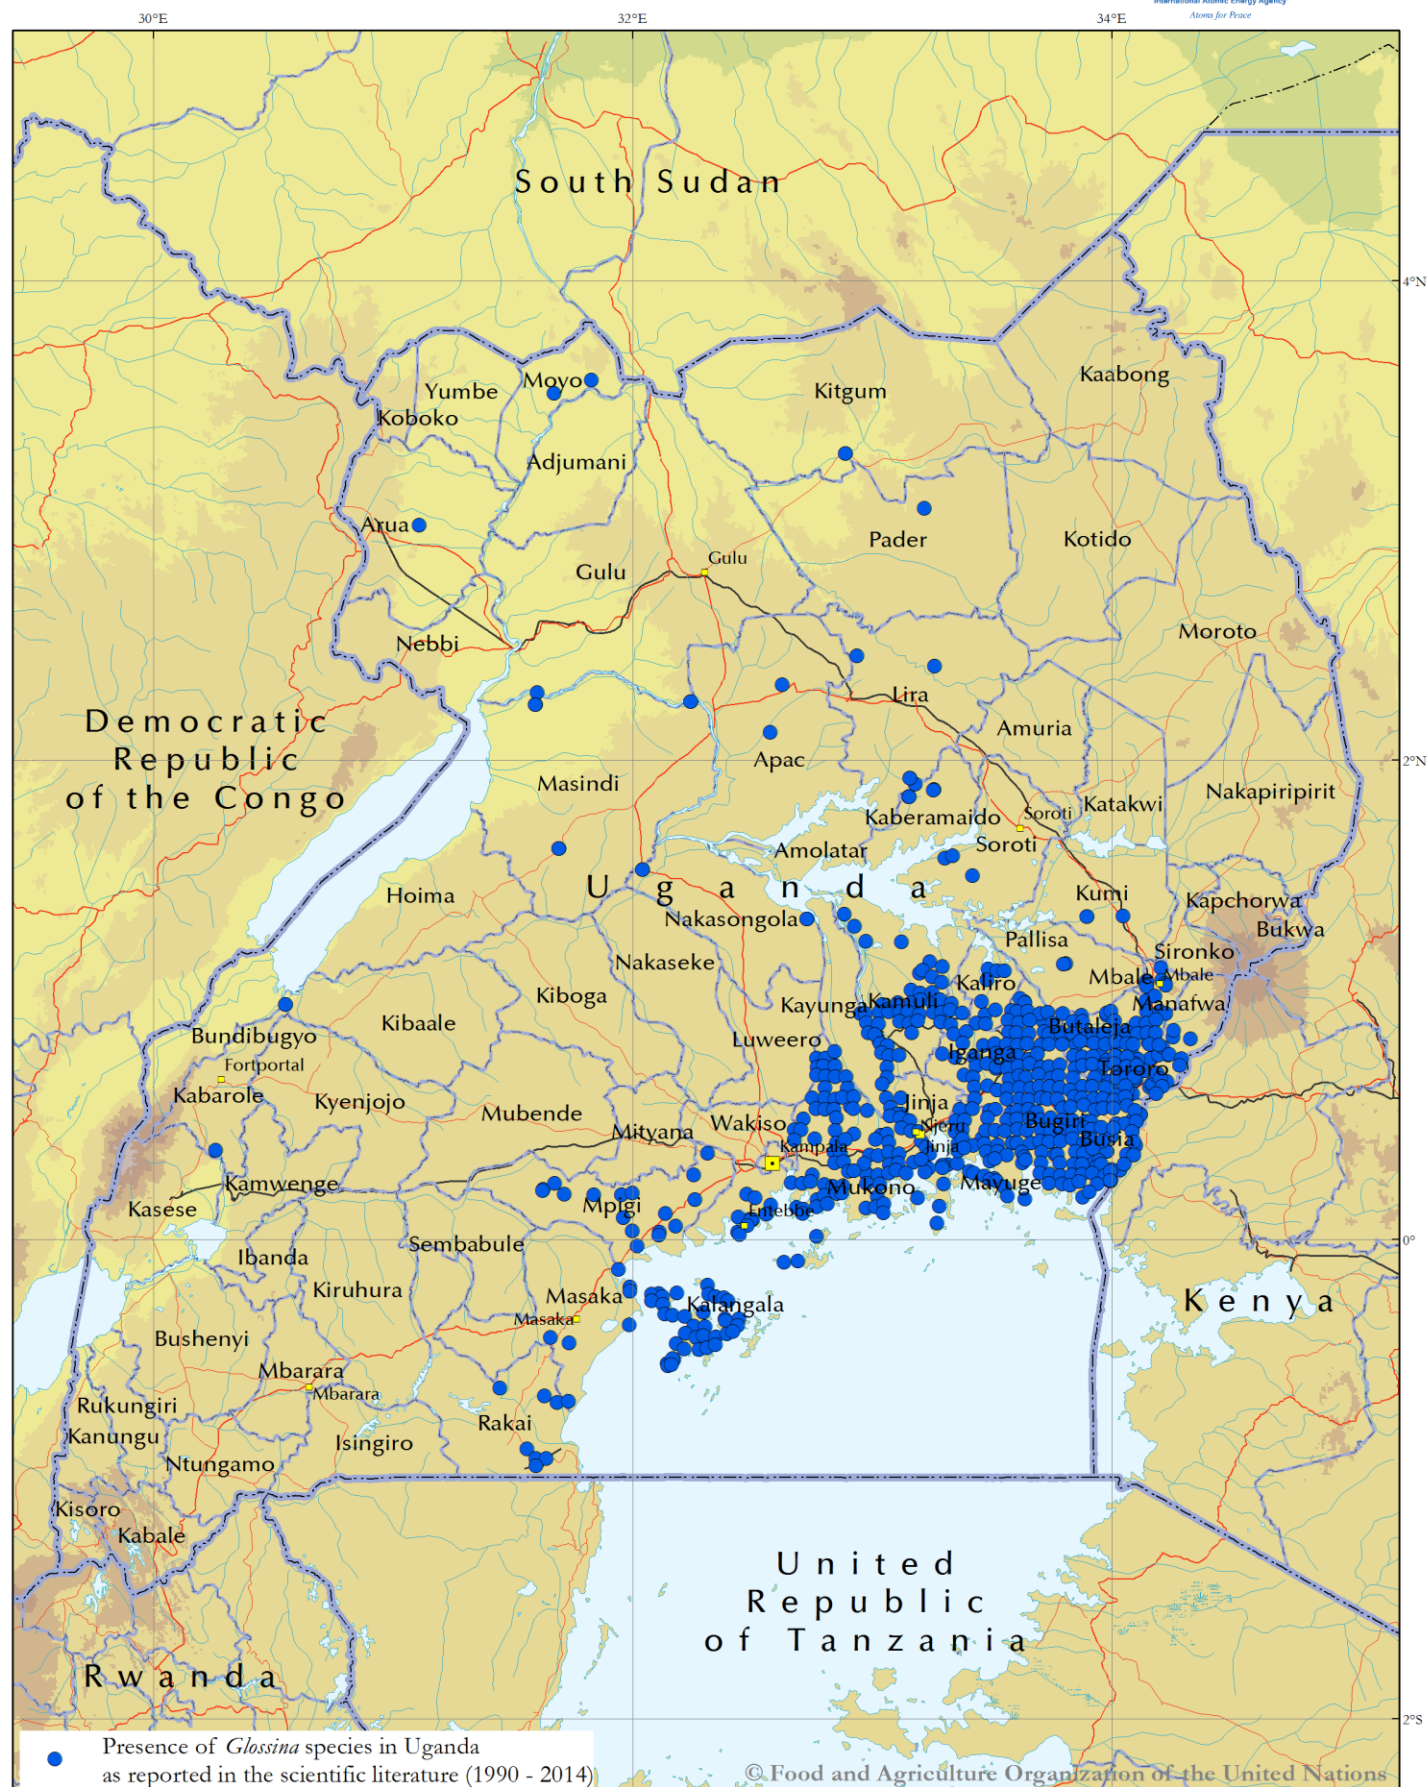 International Atomic Energy Agency
Atoms for Peace
30°E
32°E
34°E
South Sudan
4°N
Kaabong
Moyo
Yumbe
Kitgum
Koboko
Adjumani
Arua
Pader
Kotido
Gulu
Gulu
Moroto
Nebbi
Lira
Democratic
Republic
of the Congo
Amuria
Apac
2°N
Masindi
Nakapiripirit
Katakwi
Kaberamaido
Soroti
Soroti
Amolatar
Uganda
Hoima
Kumi
Kapchorwa
Nakasongola
Bukwa
Pallisa
Sironko
Nakaseke
Mbale
Mbale
Kaliro
Kiboga
Kayunga
Kamuli
Manafwa
Kibaale
Butaleja
Bundibugyo
Luweero
Iganga
Fortportal
Tororo
Kabarole
Kyenjojo
Jinja
Mubende
Wakiso
Bugiri
Njeru
Mityana
Busia
Kampala
Jinja
Kamwenge
Mukono
Mayuge
Kasese
Mpigi
Entebbe
0°
Sembabule
Ibanda
Kiruhura
Masaka
Kalangala
Kenya
Masaka
Bushenyi
Mbarara
Mbarara
Rukungiri
Rakai
Kanungu
Isingiro
Ntungamo
Kisoro
Kabale
United
Republic
of Tanzania
Rwanda
2°S
Presence of Glossina species in Uganda
as reported in the scientific literature (1990 - 2014)
© Food and Agriculture Organization of the United Nations